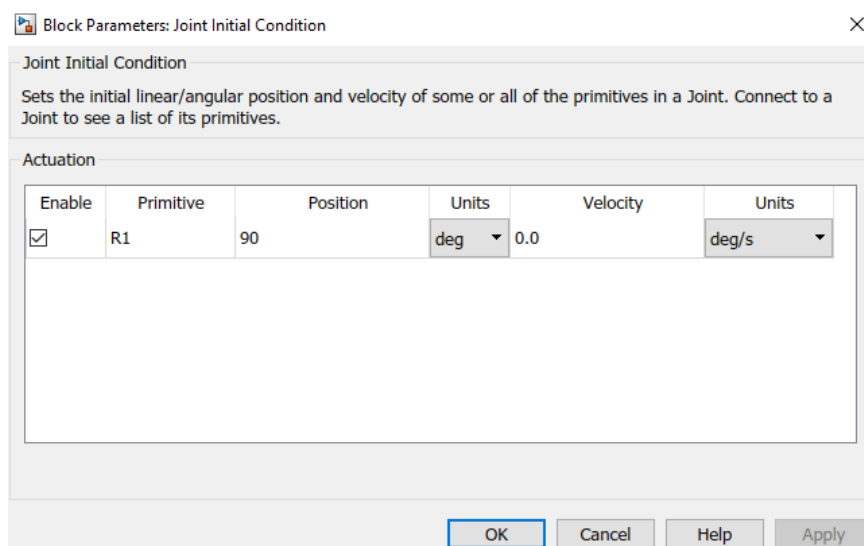 Block Parameters: Joint Initial Condition
Joint Initial Condition
Sets the initial linear/angular position and velocity of some or all of the primitives in a Joint. Connect to a
Joint to see a list of its primitives.
Actuation
Enable Primitive Position Units Velocity Units
R1 90 deg 0.0 deg/s
OK Cancel Help Apply